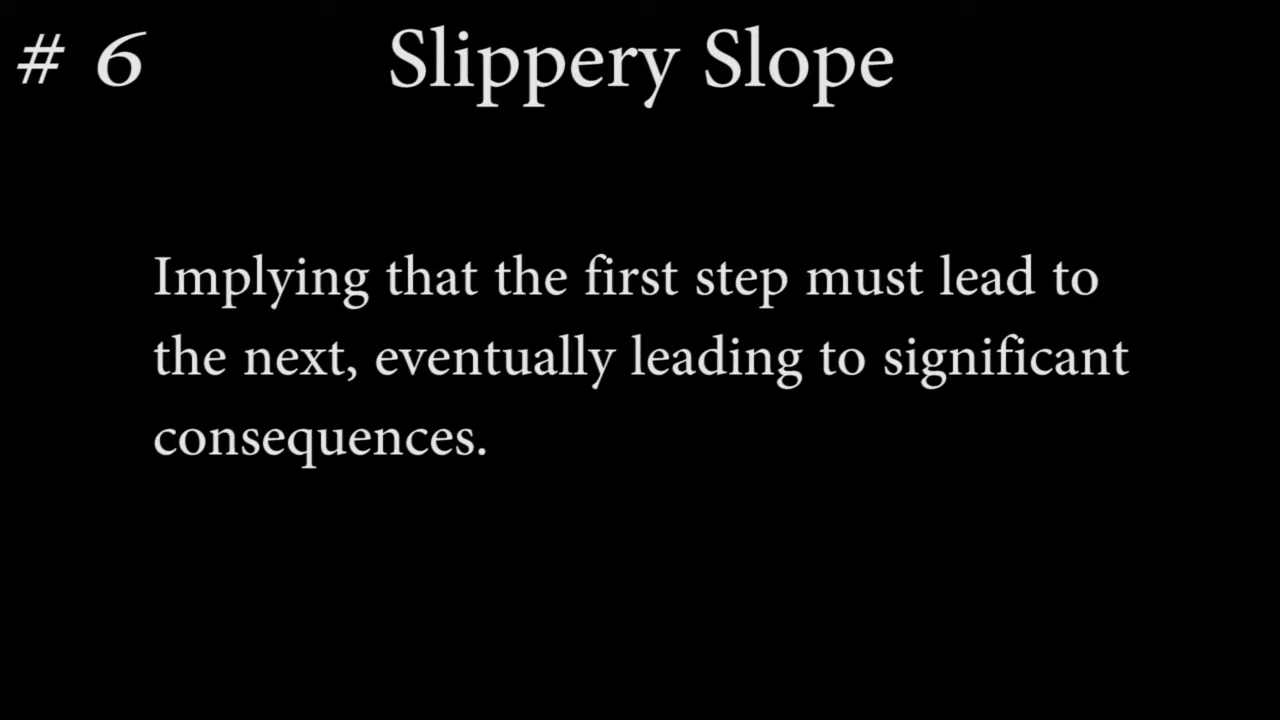 # 6 Slippery Slope
Implying that the first step must lead to
the next, eventually leading to significant
consequences.